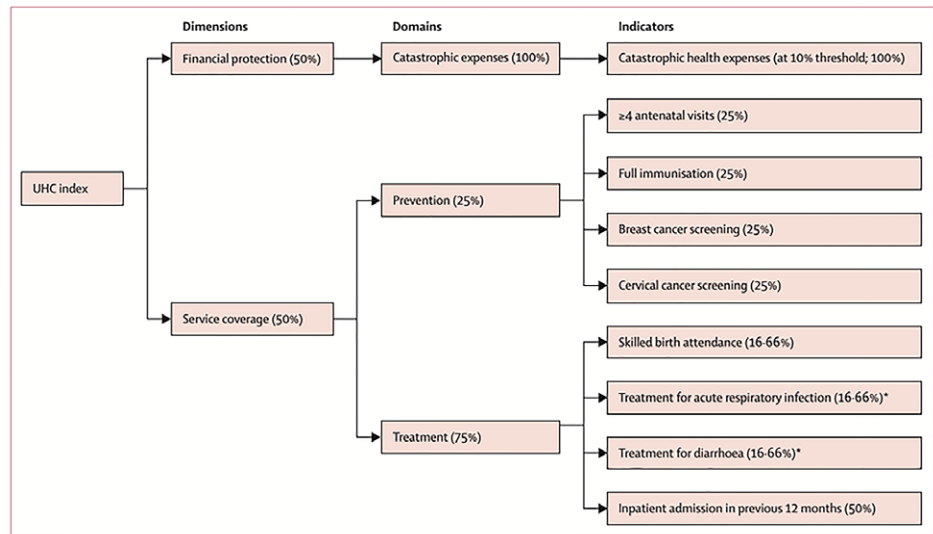 Dimensions
Domains
Indicators
Financial protection (50%)
Catastrophic expenses (100%)
Catastrophic health expenses (at 10% threshold; 100%)
≥4 antenatal visits (25%)
UHC index
Prevention (25%)
Full immunisation (25%)
Breast cancer screening (25%)
Cervical cancer screening (25%)
Service coverage (50%)
Skilled birth attendance (16·66%)
Treatment for acute respiratory infection (16·66%)*
Treatment (75%)
Treatment for diarrhoea (16·66%)*
Inpatient admission in previous 12 months (50%)